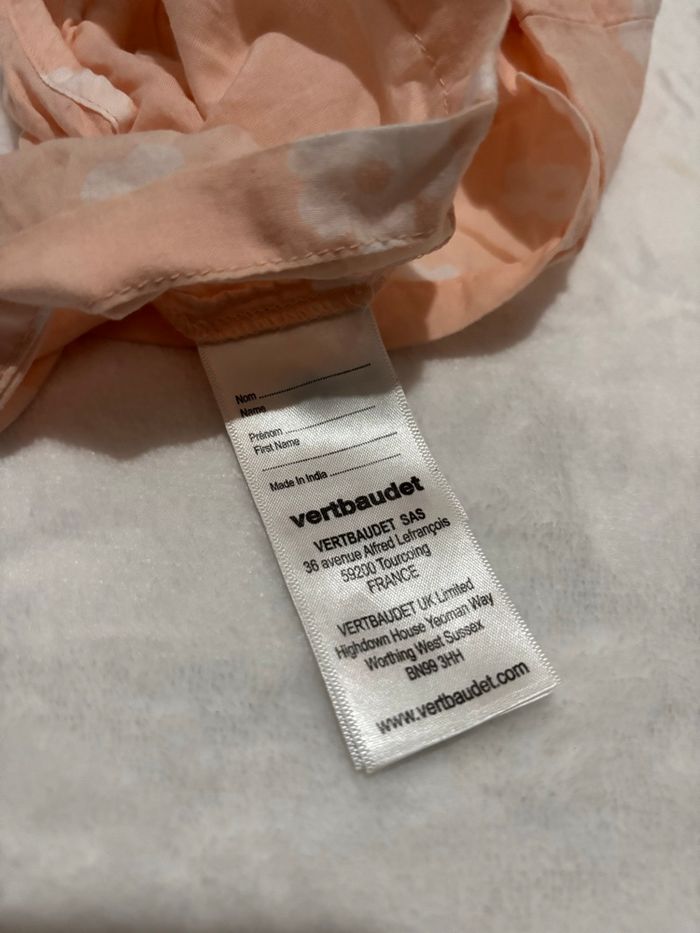 Nom
Name
Prénom
First Name
Made In India
vertbaudet
VERTBAUDET SAS
36 avenue Alfred Lefrançois
59200 Tourcoing
FRANCE
VERTBAUDET UK Limited
Highdown House Yeoman Way
Worthing West Sussex
BN99 3HH
www.vertbaudet.com